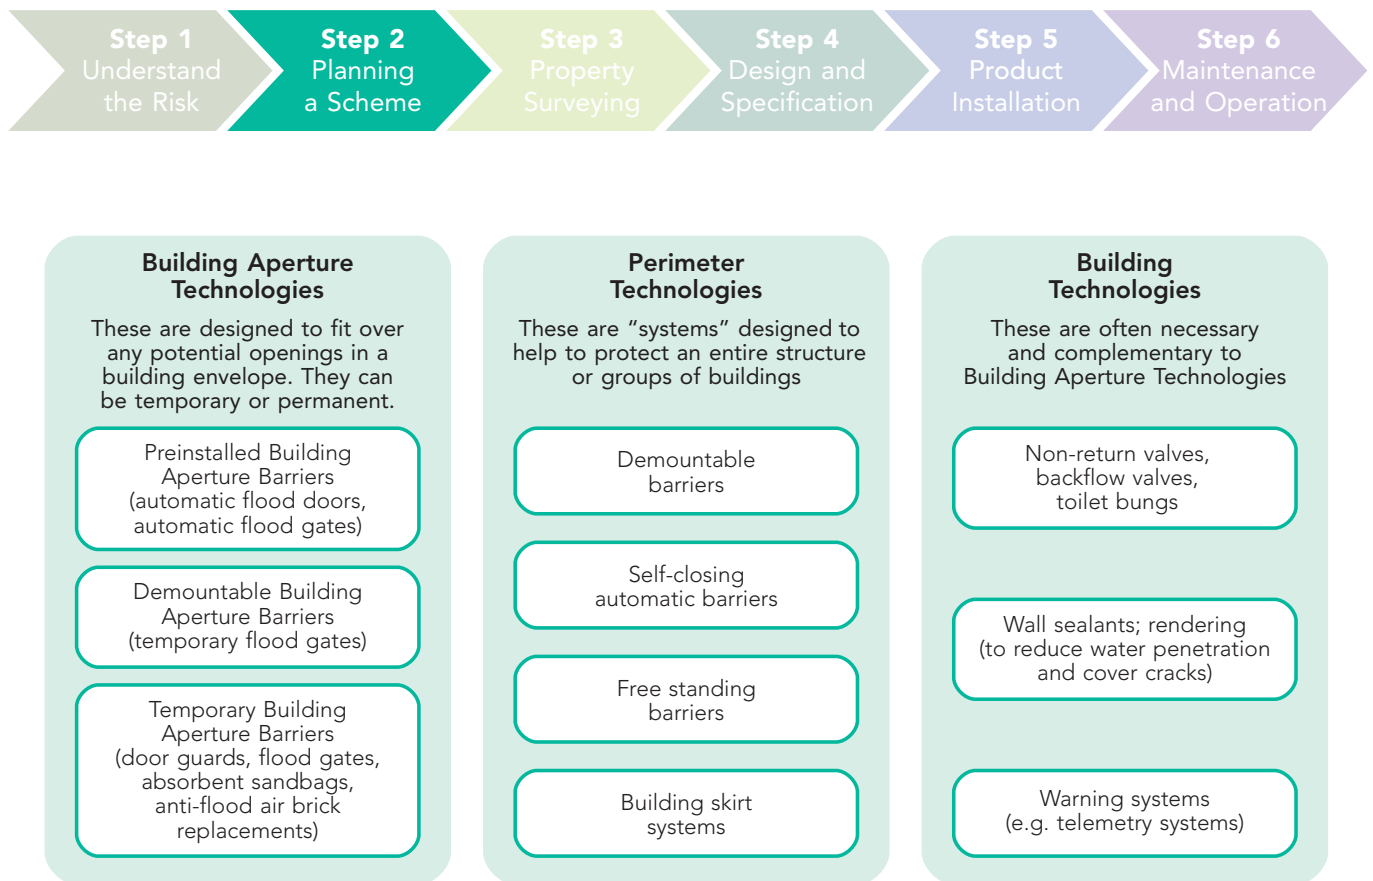 Step 1
Understand
the Risk
Step 2
Planning
a Scheme
Step 3
Property
Surveying
Step 4
Design and
Specification
Step 5
Product
Installation
Step 6
Maintenance
and Operation
Building Aperture
Technologies
These are designed to fit over
any potential openings in a
building envelope. They can
be temporary or permanent.
Preinstalled Building
Aperture Barriers
(automatic flood doors,
automatic flood gates)
Demountable Building
Aperture Barriers
(temporary flood gates)
Temporary Building
Aperture Barriers
(door guards, flood gates,
absorbent sandbags,
anti-flood air brick
replacements)
Perimeter
Technologies
These are “systems” designed to
help to protect an entire structure
or groups of buildings
Demountable
barriers
Self-closing
automatic barriers
Free standing
barriers
Building skirt
systems
Building
Technologies
These are often necessary
and complementary to
Building Aperture Technologies
Non-return valves,
backflow valves,
toilet bungs
Wall sealants; rendering
(to reduce water penetration
and cover cracks)
Warning systems
(e.g. telemetry systems)